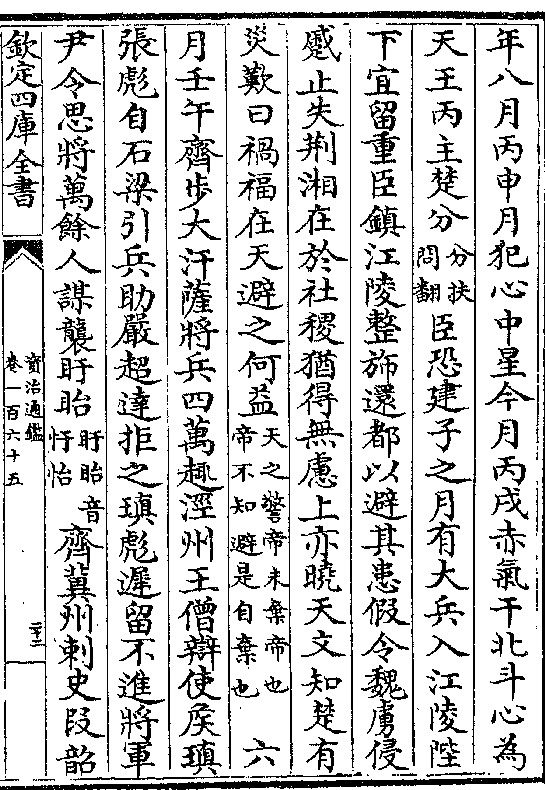 年八月丙申月犯心中星今月丙戌赤氣干北斗心為
天王丙主楚分分扶問翻臣恐建子之月有大兵入江陵陛
下宜留重臣鎮江陵整斾還都以避其患假令魏虜侵
蹙止失荆湘在於社稷猶得無慮上亦曉天文知楚有
災歎曰禍福在天避之何益天之警帝未棄帝也帝不知避是自棄也六
月壬午齊步大汗薩將兵四萬趣涇州王僧辯使侯瑱
張彪自石梁引兵助嚴超達拒之瑱彪遲留不進將軍
尹令思將萬餘人謀襲盱眙盱眙音吁怡齊冀州刺史段韶
欽定四庫全書
資治通鑑
卷一百六十五
二十三